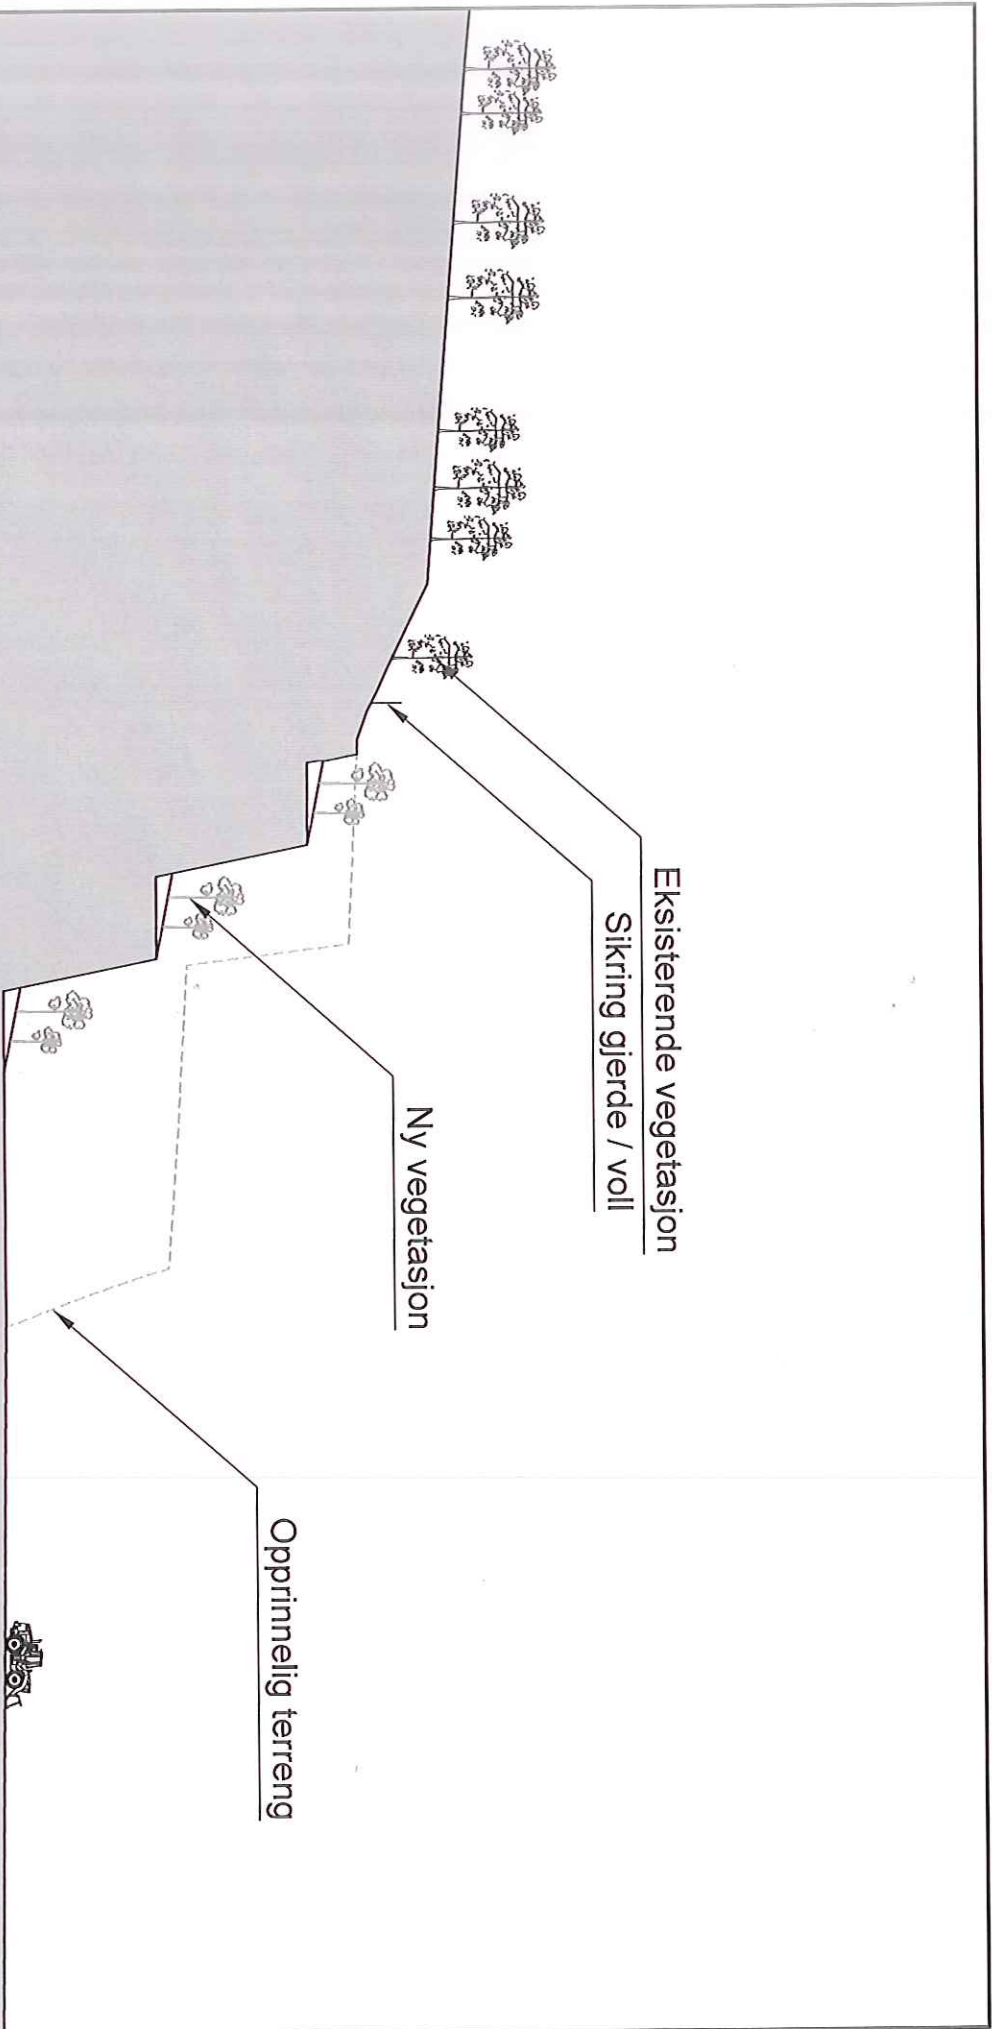 Eksisterende vegetasjon
Sikring gjerde / voll
Ny vegetasjon
Opprinnelig terreng